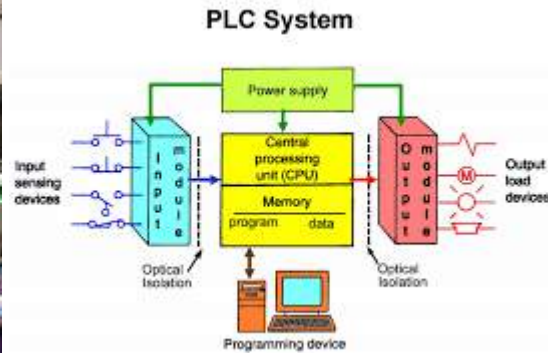 PLC System
Power supply
Input
sensing
devices
Input
module
Central
processing
unit (CPU)
Memory
program data
Output
module
M
Output
load
devices
Optical
Isolation
Optical
Isolation
Programming device